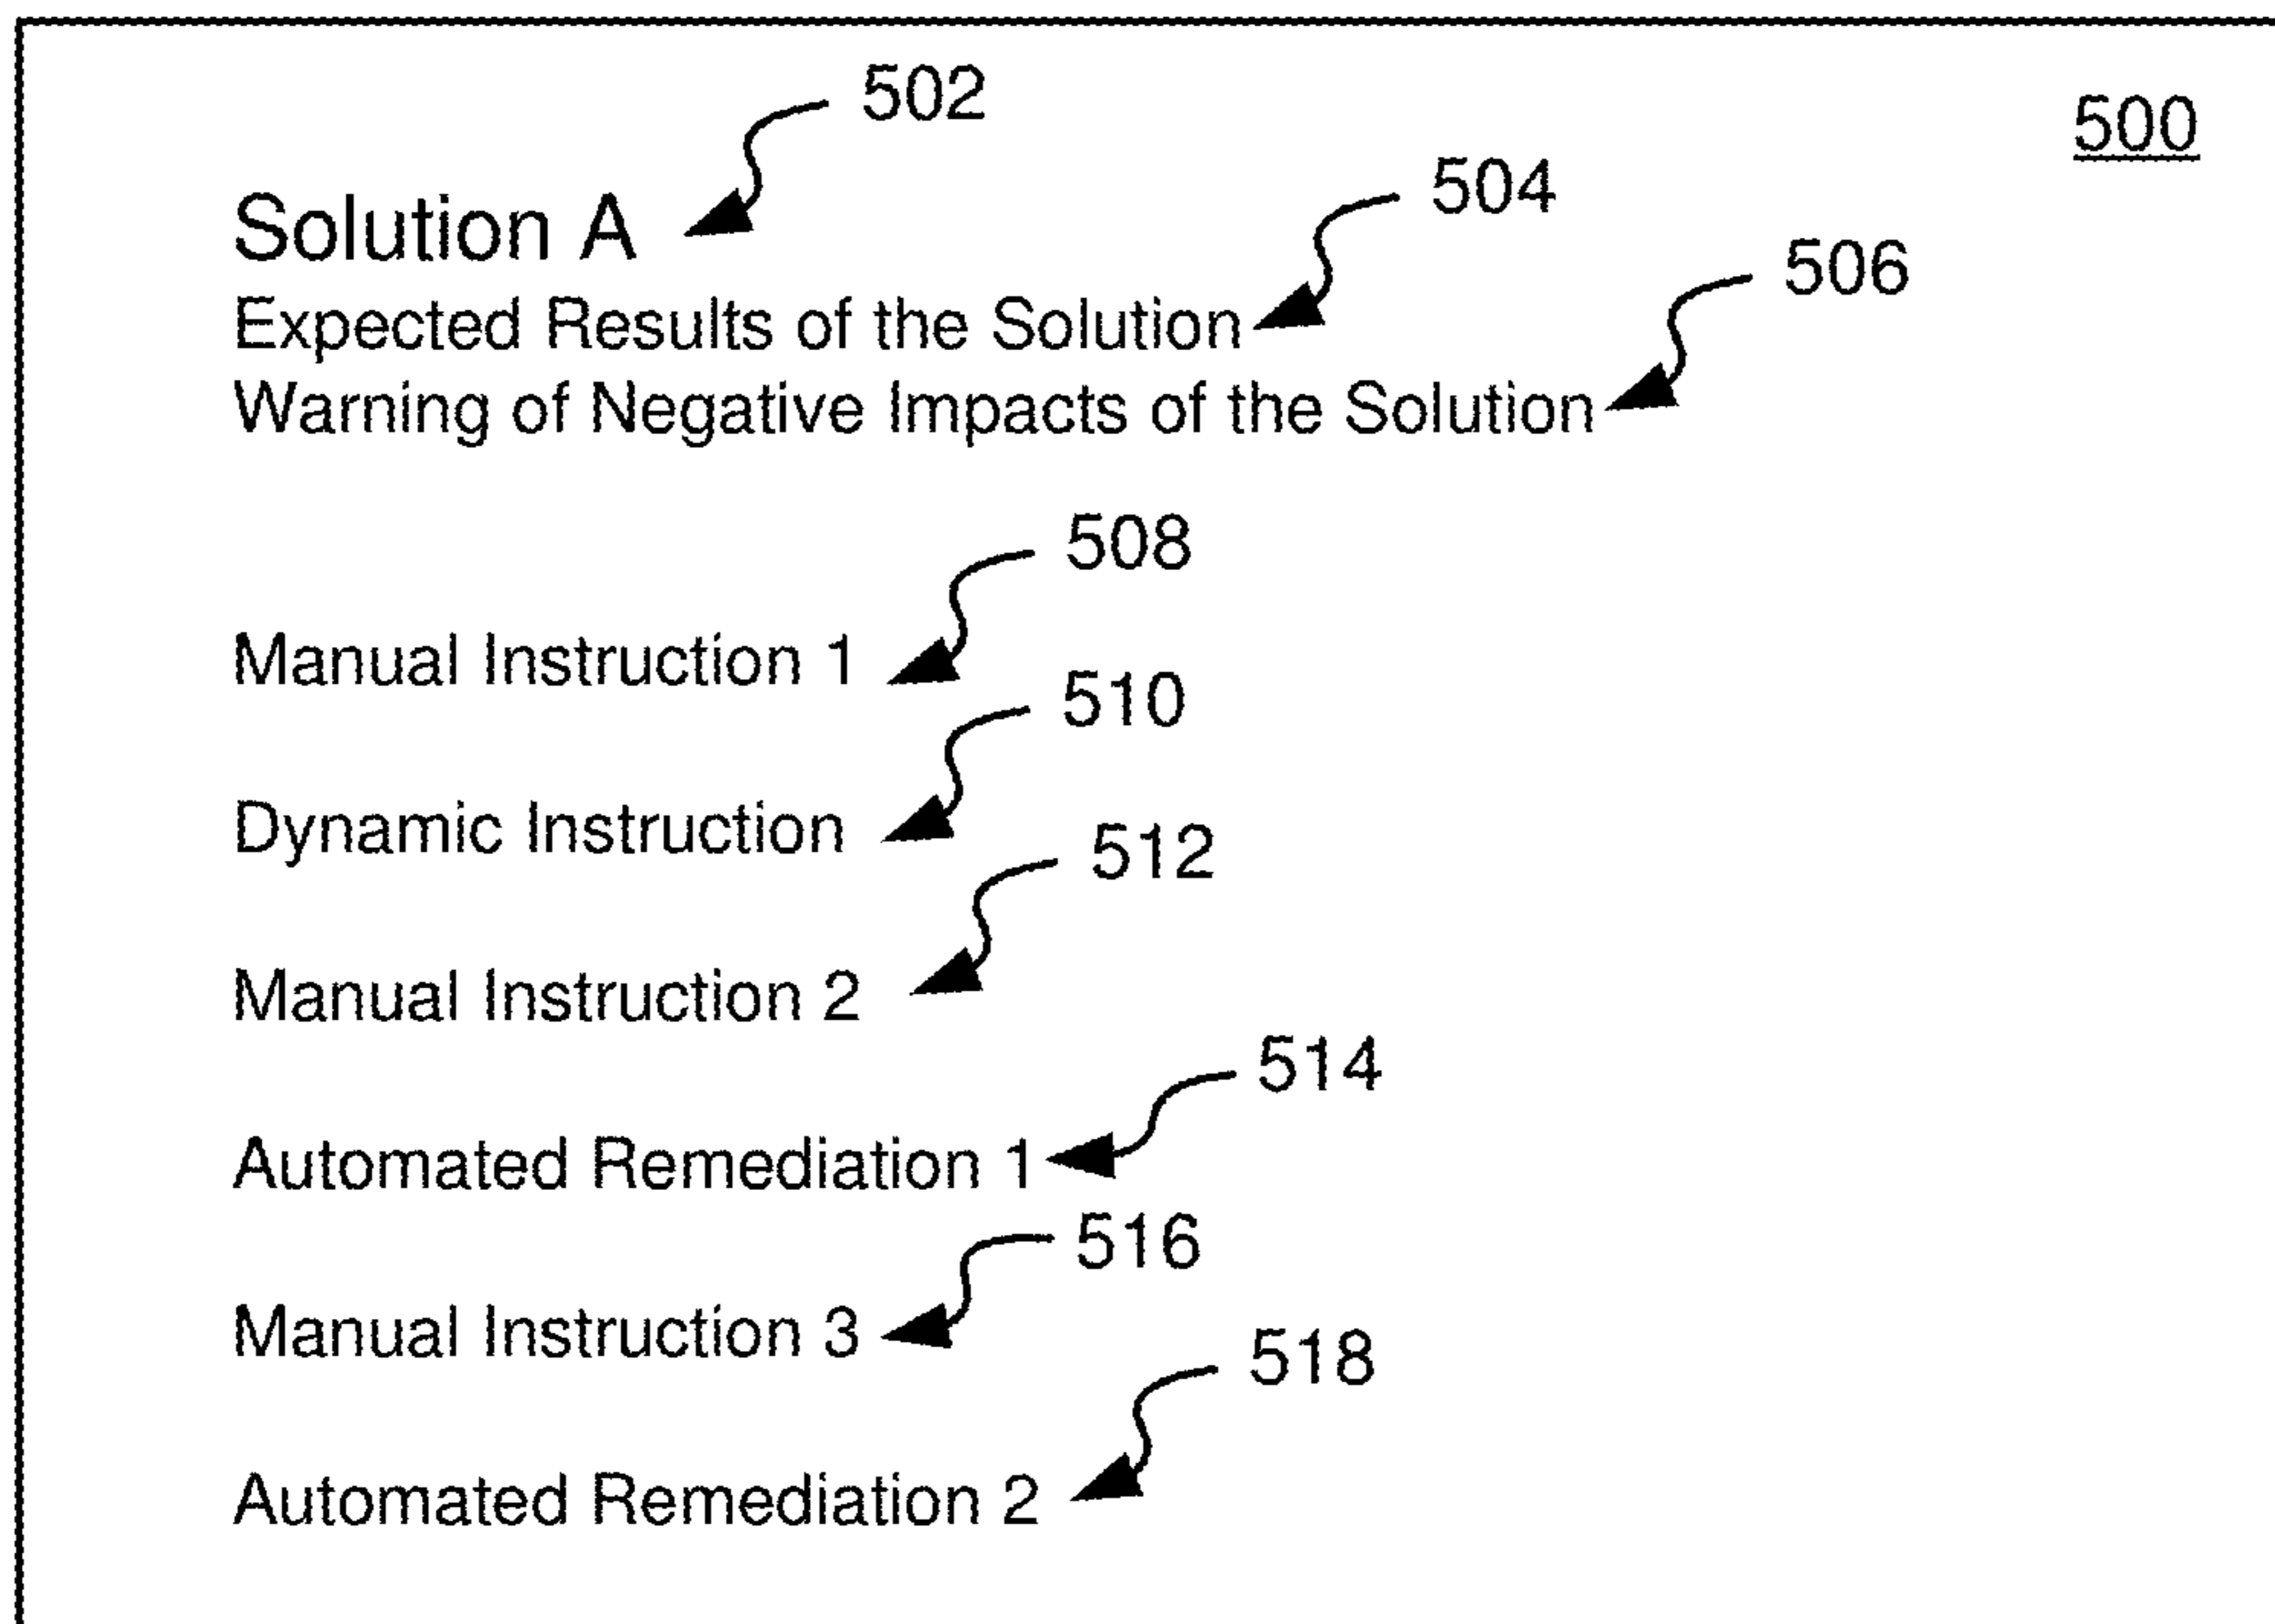 502
500
Solution A
504
Expected Results of the Solution
506
Warning of Negative Impacts of the Solution
508
Manual Instruction 1
510
Dynamic Instruction
512
Manual Instruction 2
514
Automated Remediation 1
516
Manual Instruction 3
518
Automated Remediation 2